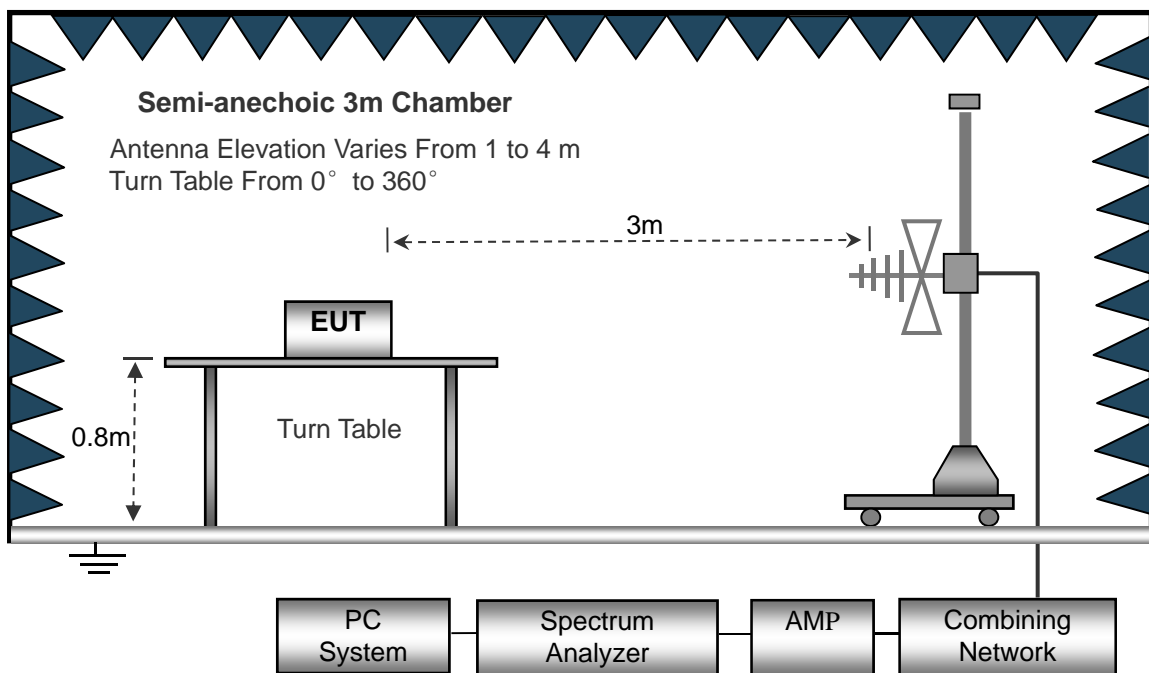 Semi-anechoic 3m Chamber
Antenna Elevation Varies From 1 to 4 m
Turn Table From 0° to 360°
3m
EUT
0.8m
Turn Table
PC
System
Spectrum
Analyzer
AMP
Combining
Network